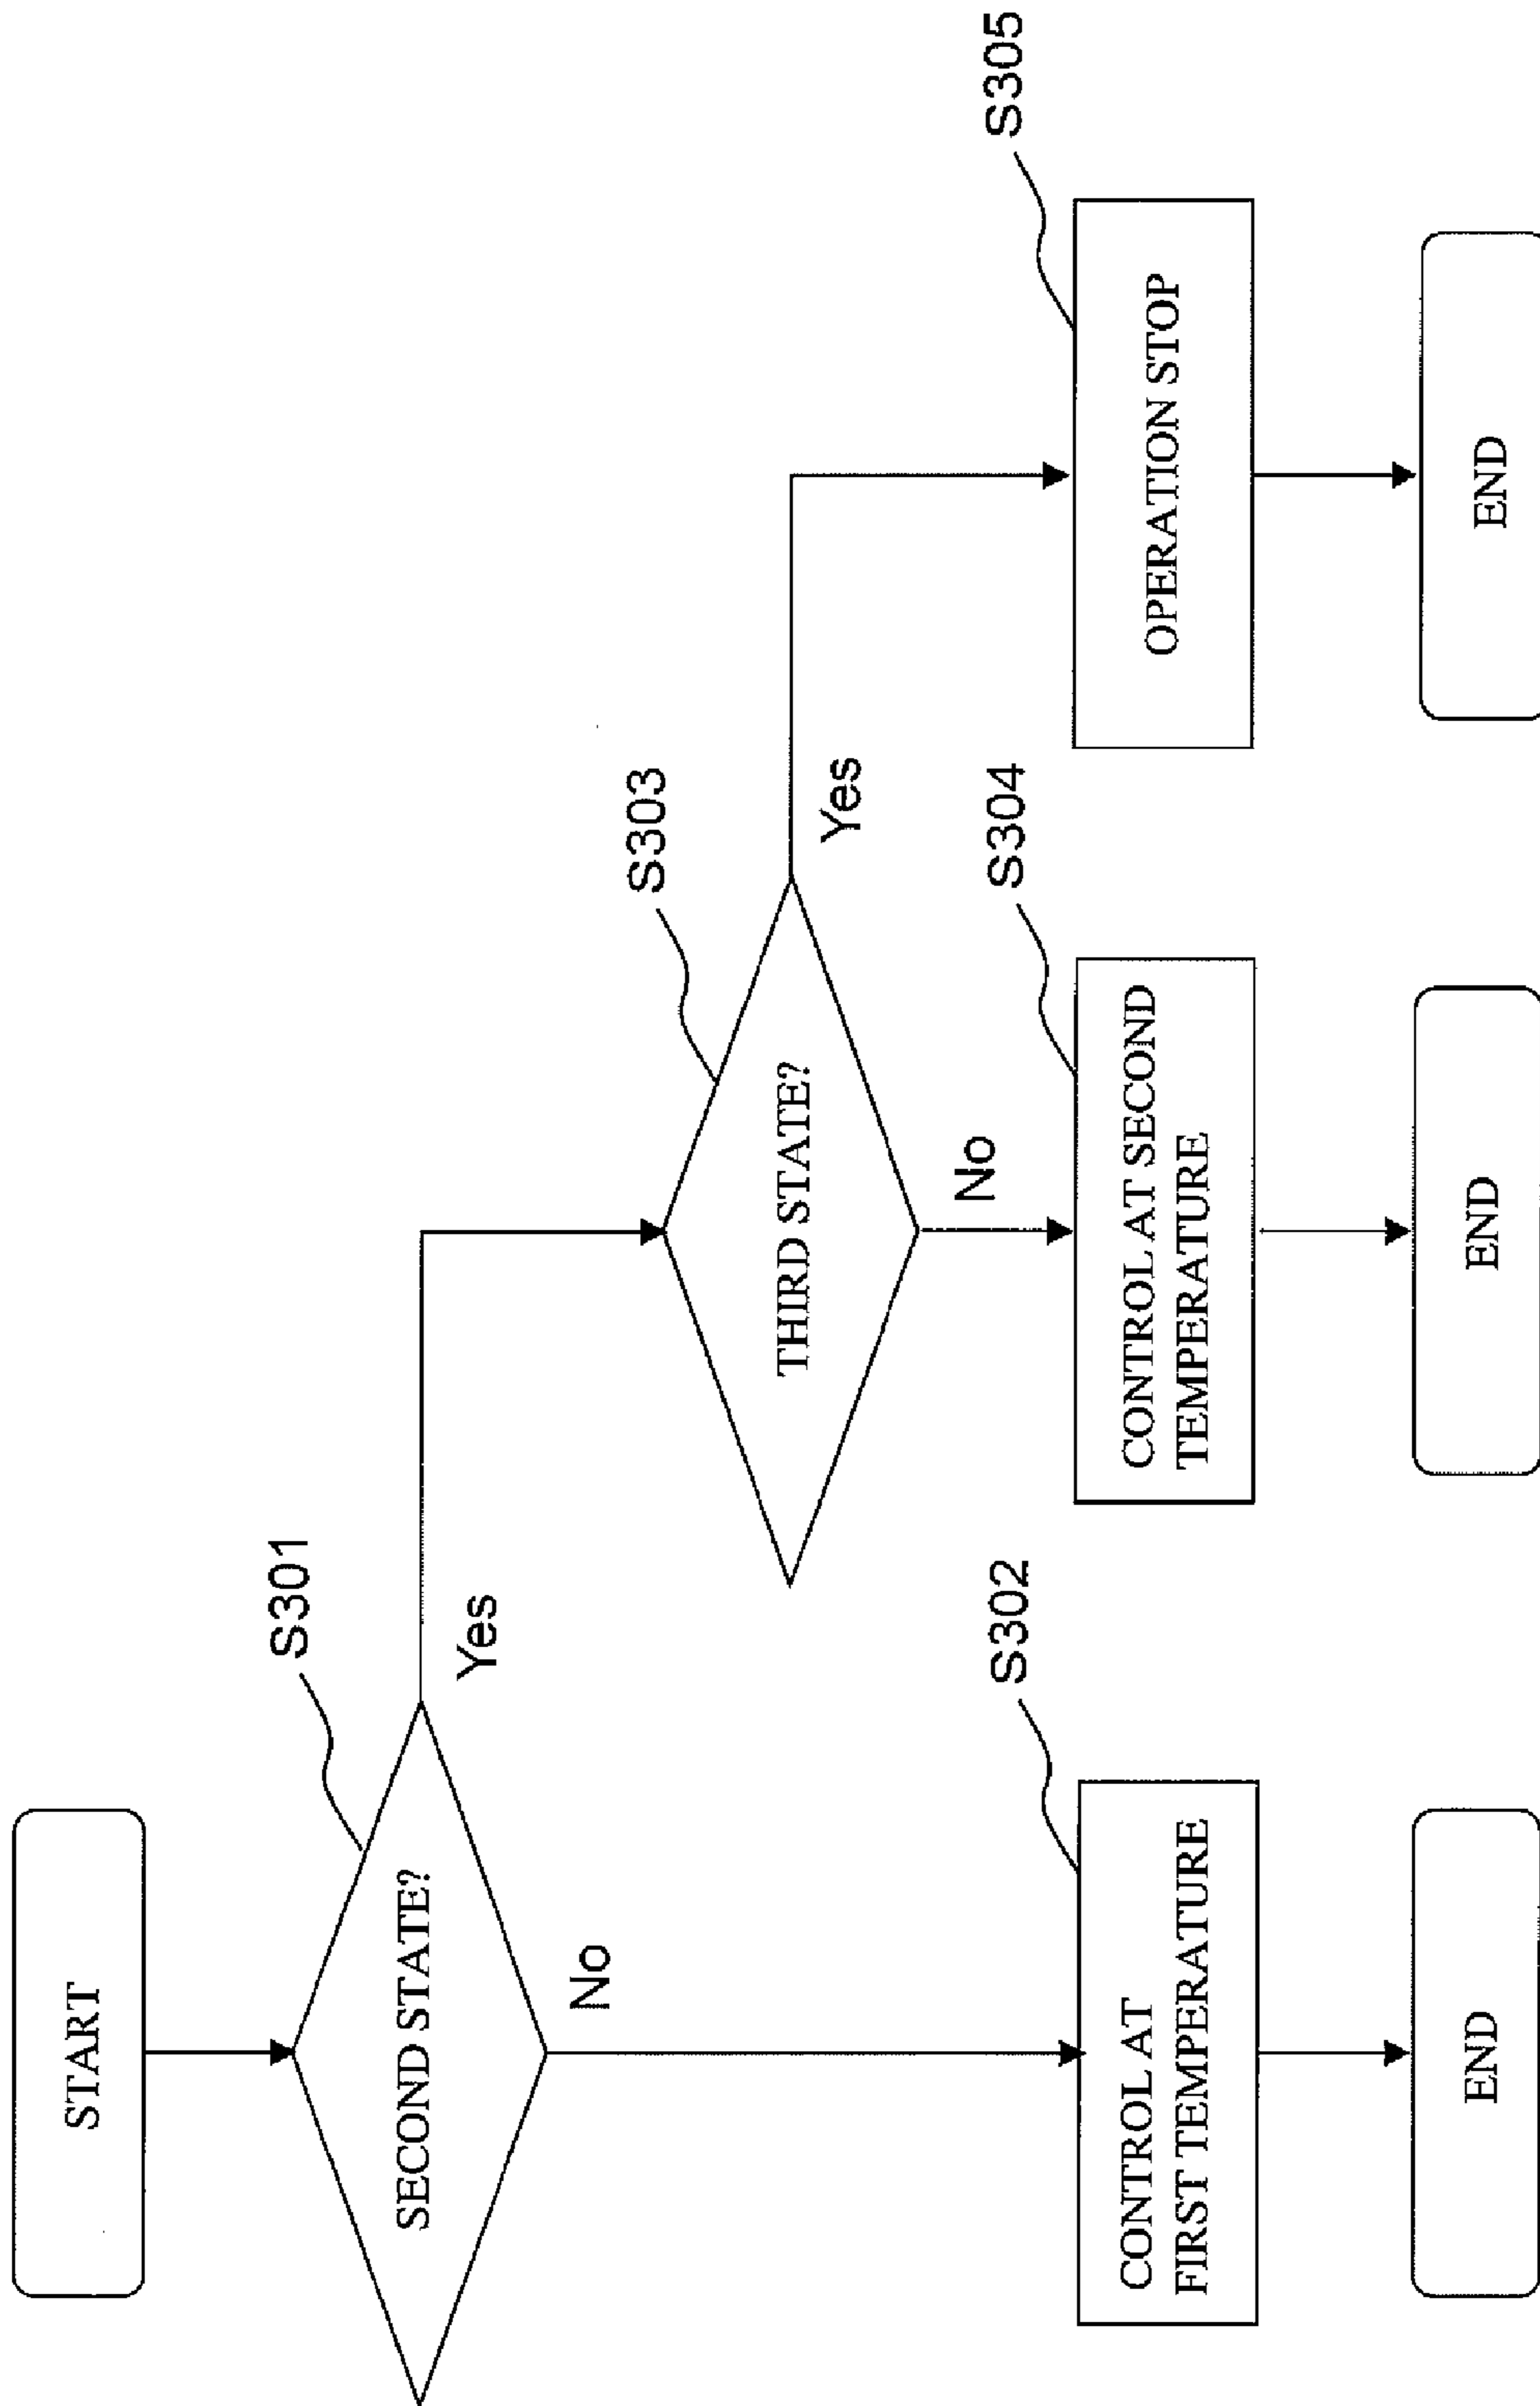 START
S301
SECOND STATE?
Yes
No
S303
THIRD STATE?
Yes
No
S302
CONTROL AT
FIRST TEMPERATURE
S304
CONTROL AT SECOND
TEMPERATURE
S305
OPERATION STOP
END
END
END